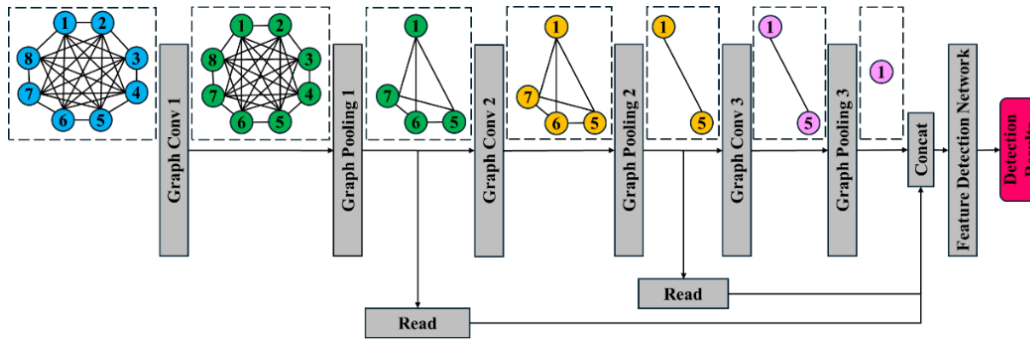 1 2
8 3
7 4
6 5
1 2
8 3
7 4
6 5
1
7
6 5
1
7
6 5
1
5
1
5
1
Graph Conv 1
Graph Pooling 1
Graph Conv 2
Graph Pooling 2
Graph Conv 3
Graph Pooling 3
Concat
Feature Detection Network
Detection
Read
Read